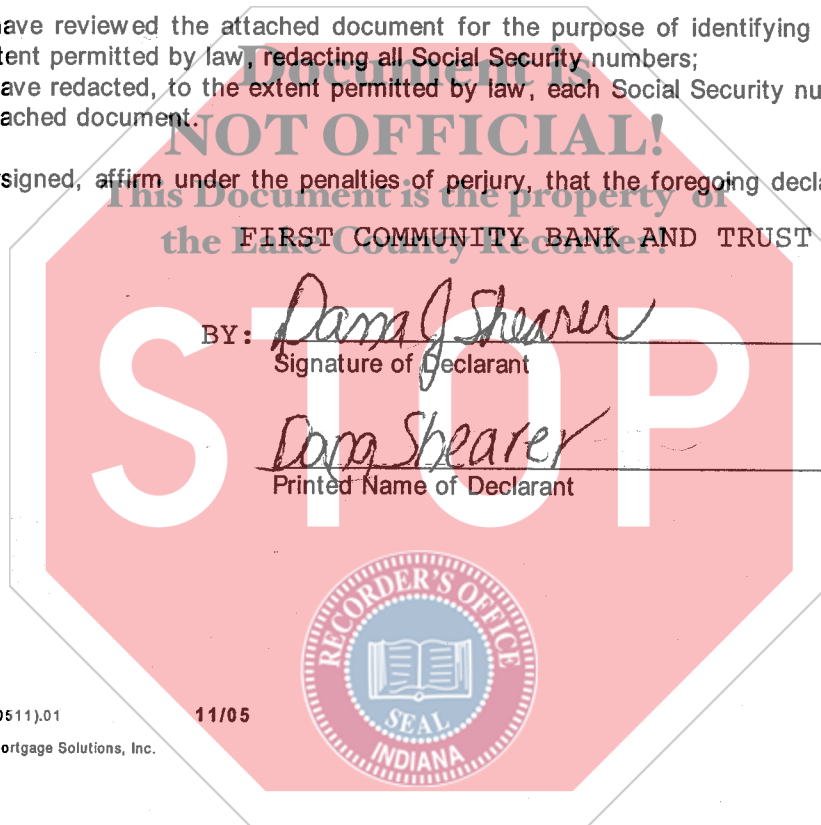 ave reviewed the attached document for the purpose of identifying
tent permitted by law, redacting all Social Security numbers;
ave redacted, to the extent permitted by law, each Social Security nu
ached document.
Document is
NOT OFFICIAL!
signed, affirm under the penalties of perjury, that the foregoing decla
This Document is the property of
the Lake County Recorder!
FIRST COMMUNITY BANK AND TRUST
STOP
BY: Dana J Shearer
Signature of Declarant
Dana Shearer
Printed Name of Declarant
RECORDER'S OFFICE
SEAL
INDIANA
0511).01 11/05
ortgage Solutions, Inc.